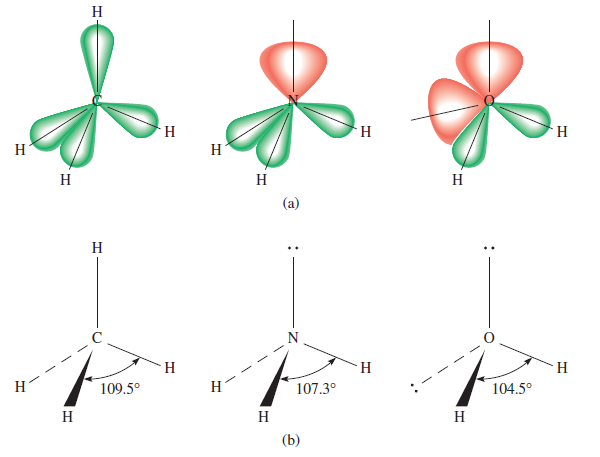 H
C N O
H H H H
H H H
(a)
H
C N O
H H H H
H 109.5° H 107.3° H 104.5°
H H H
(b)